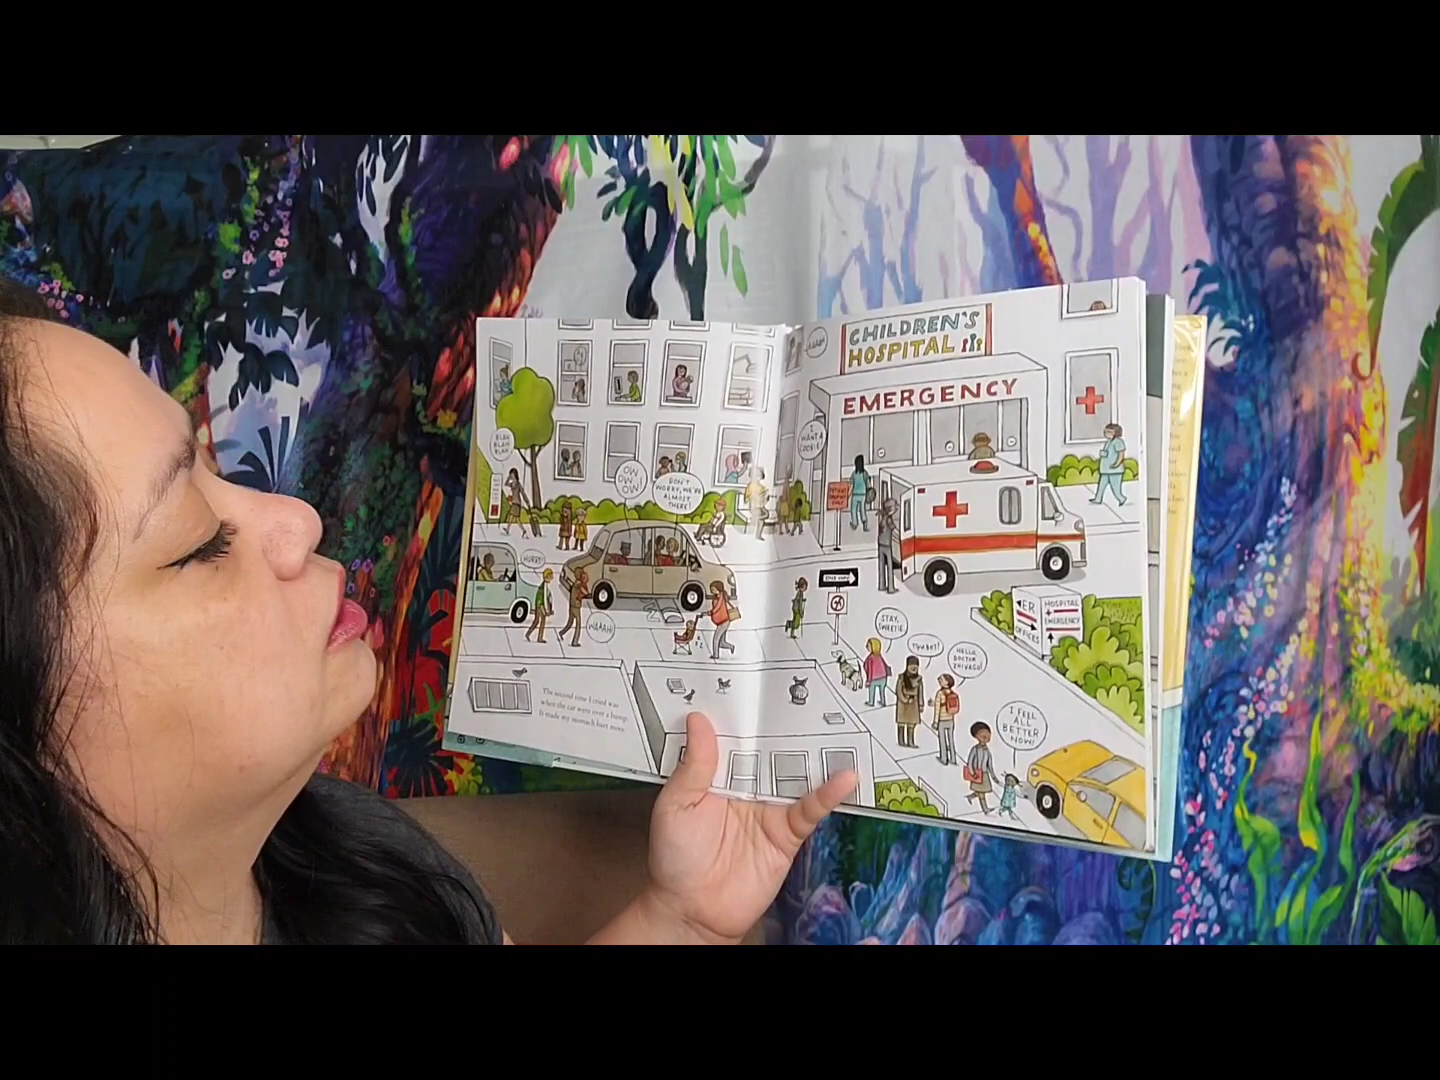 CHILDREN'S
HOSPITAL
EMERGENCY
BLAH
BLAH
BLAH
OW
OW
OW!
DON'T
WORRY, WE'RE
ALMOST
THERE!
I
WANT A
COOKIE!
HURRY!
WAAAH!
ONE WAY
STAY,
SWEETIE.
HELLO,
DOCTOR
ZHIVAGO!
ER
OFFICES
HOSPITAL
EMERGENCY
I FEEL
ALL
BETTER
NOW!
The second time I cried was
when the car went over a bump.
It made my stomach hurt more.